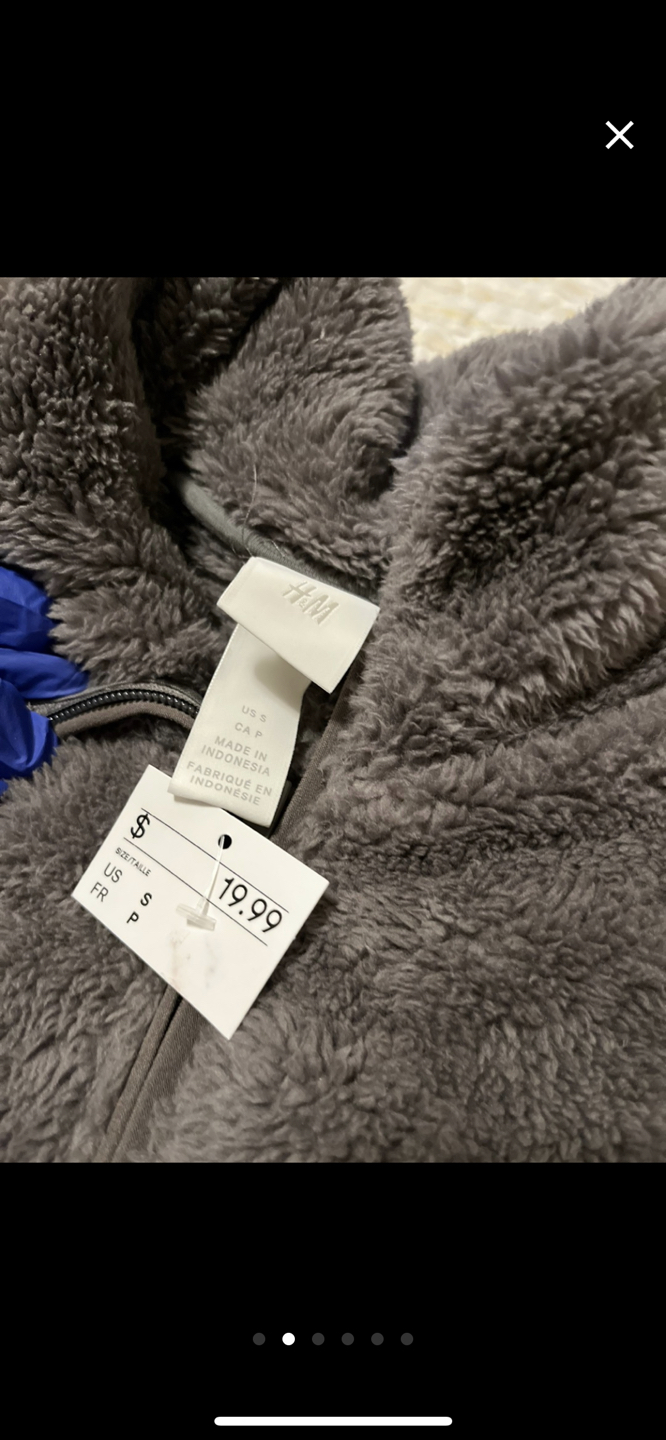 H&M
US S
CA P
MADE IN
INDONESIA
FABRIQUÉ EN
INDONÉSIE
$
19.99
SIZE/TAILLE
US S
FR P